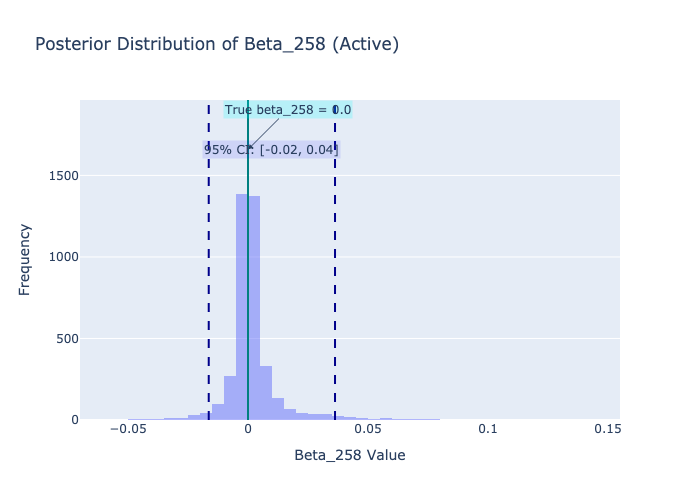 Posterior Distribution of Beta_258 (Active)
True beta_258 = 0.0
95% CI: [-0.02, 0.04]
1500
1000
500
0
Frequency
−0.05
0
0.05
0.1
0.15
Beta_258 Value